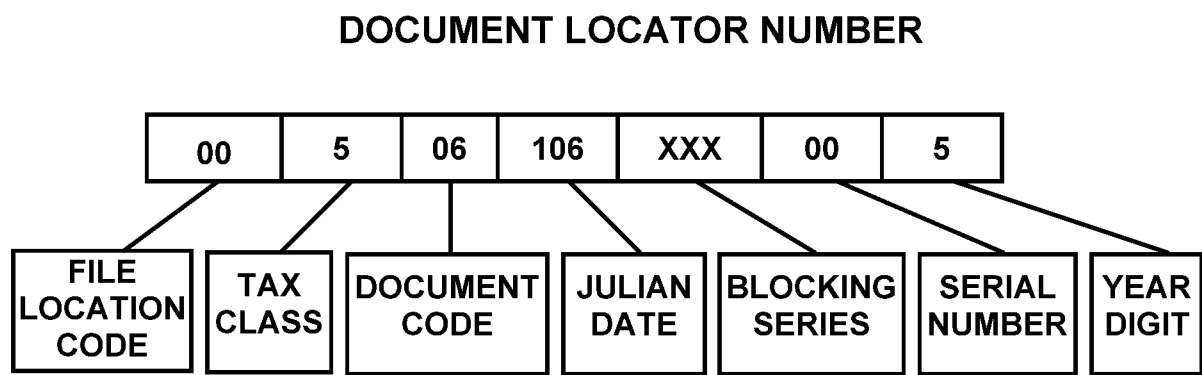 DOCUMENT LOCATOR NUMBER
00 5 06 106 XXX 00 5
FILE
LOCATION
CODE
TAX
CLASS
DOCUMENT
CODE
JULIAN
DATE
BLOCKING
SERIES
SERIAL
NUMBER
YEAR
DIGIT